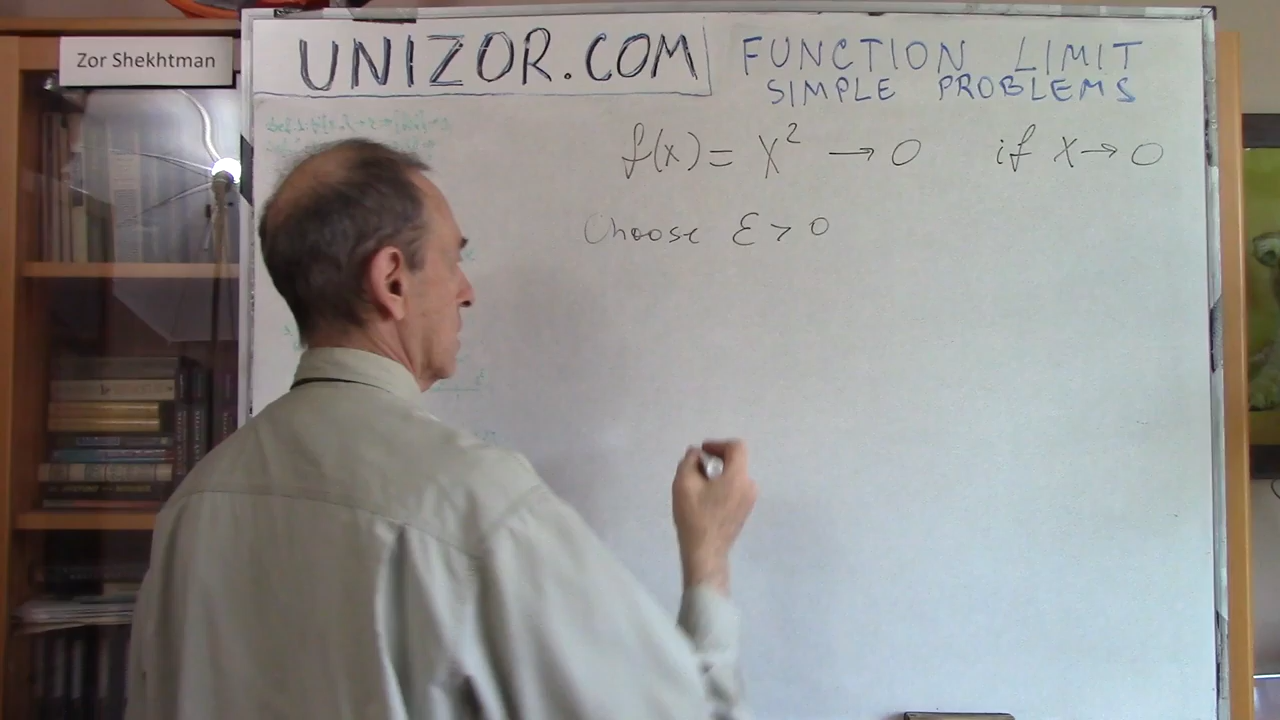 Zor Shekhtman
UNIZOR.COM
FUNCTION LIMIT
SIMPLE PROBLEMS
f(x) = x² → 0 if x → 0
Choose ε > 0